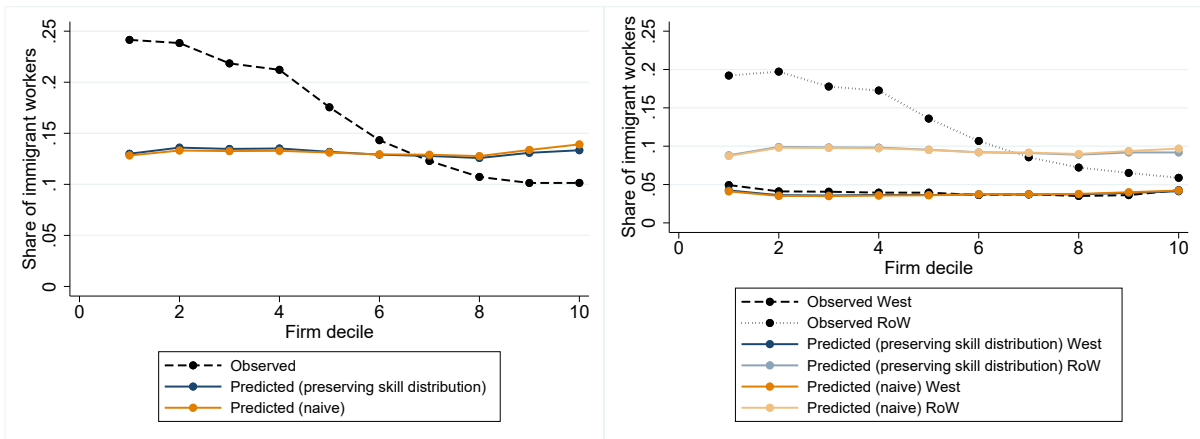 Share of immigrant workers
.25
.2
.15
.1
.05
0
0 2 4 6 8 10
Firm decile
Observed
Predicted (preserving skill distribution)
Predicted (naive)
Share of immigrant workers
.25
.2
.15
.1
.05
0
0 2 4 6 8 10
Firm decile
Observed West
Observed RoW
Predicted (preserving skill distribution) West
Predicted (preserving skill distribution) RoW
Predicted (naive) West
Predicted (naive) RoW